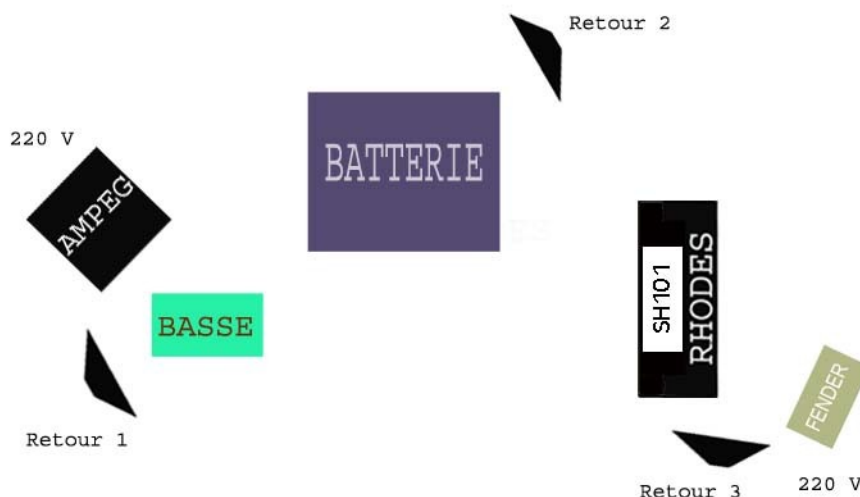 Retour 2
220 V
BATTERIE
AMPEG
SH101
RHODES
BASSE
FENDER
Retour 1
Retour 3
220 V